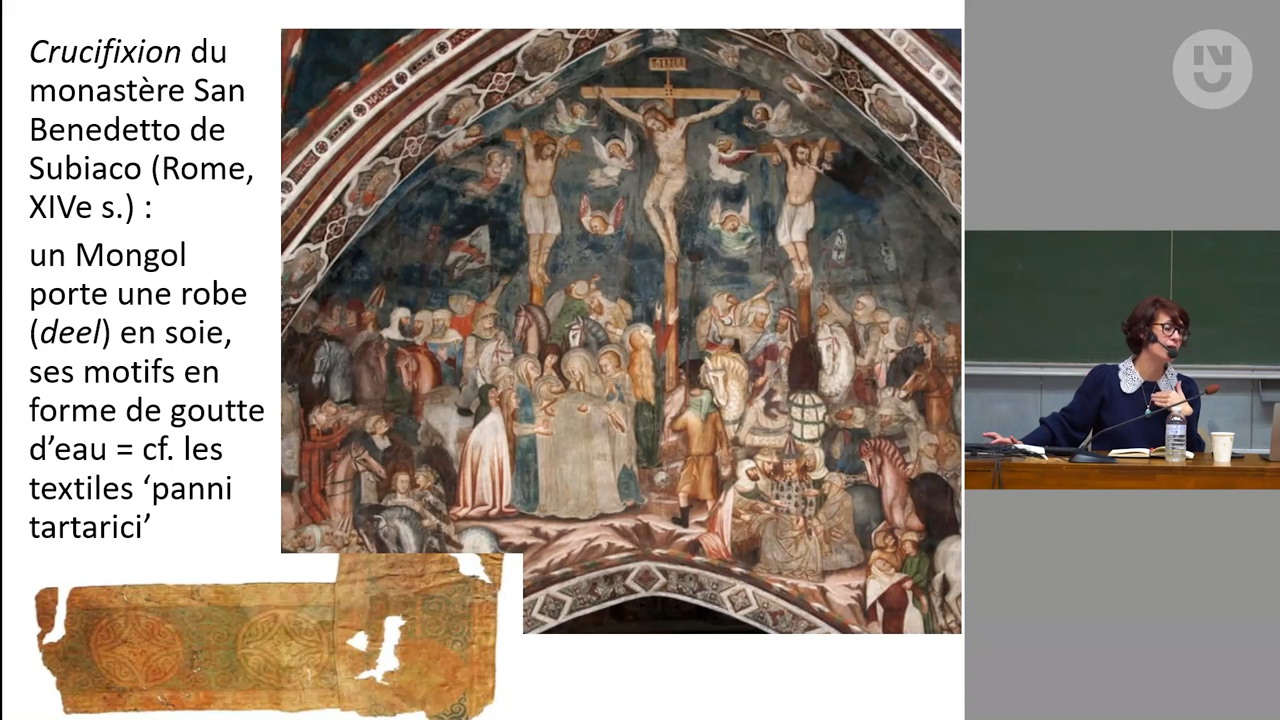 Crucifixion du
monastère San
Benedetto de
Subiaco (Rome,
XIVe s.) :
un Mongol
porte une robe
(deel) en soie,
ses motifs en
forme de goutte
d’eau = cf. les
textiles ‘panni
tartarici’